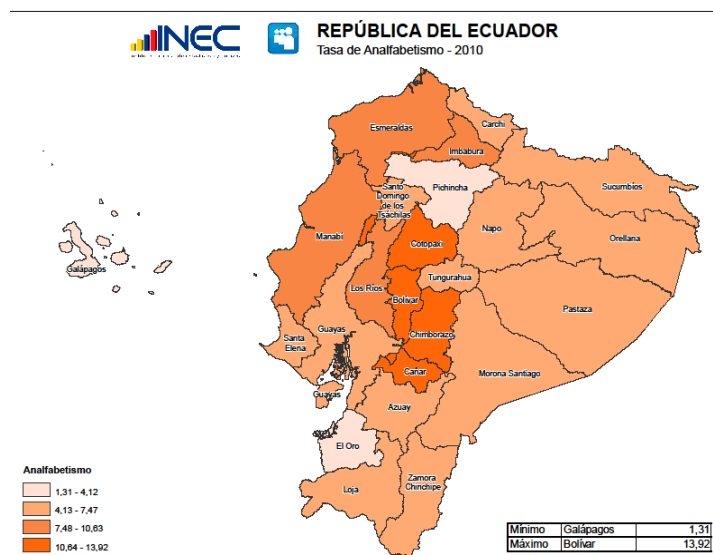 INEC
REPÚBLICA DEL ECUADOR
Tasa de Analfabetismo - 2010
Esmeraldas
Carchi
Imbabura
Pichincha
Sucumbíos
Santo
Domingo
de los
Tsáchilas
Napo
Orellana
Manabí
Cotopaxi
Galápagos
Tungurahua
Los Ríos
Bolívar
Pastaza
Guayas
Chimborazo
Santa
Elena
Cañar
Morona Santiago
Guayas
Azuay
El Oro
Zamora
Chinchipe
Loja
Analfabetismo
1,31 - 4,12
4,13 - 7,47
7,48 - 10,63
10,64 - 13,92
Mínimo Galápagos 1,31
Máximo Bolívar 13,92